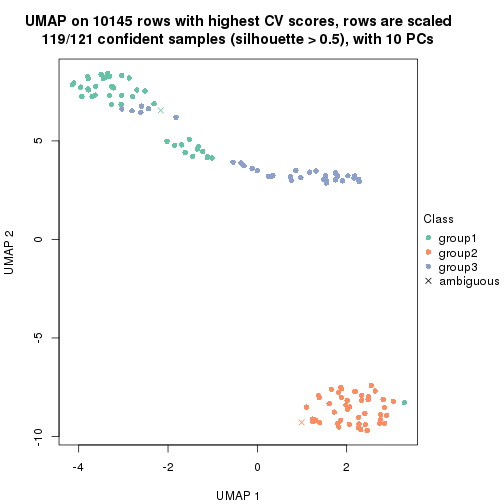 UMAP on 10145 rows with highest CV scores, rows are scaled
119/121 confident samples (silhouette > 0.5), with 10 PCs
5
0
-5
-10
UMAP 2
-4
-2
0
2
UMAP 1
Class
group1
group2
group3
ambiguous